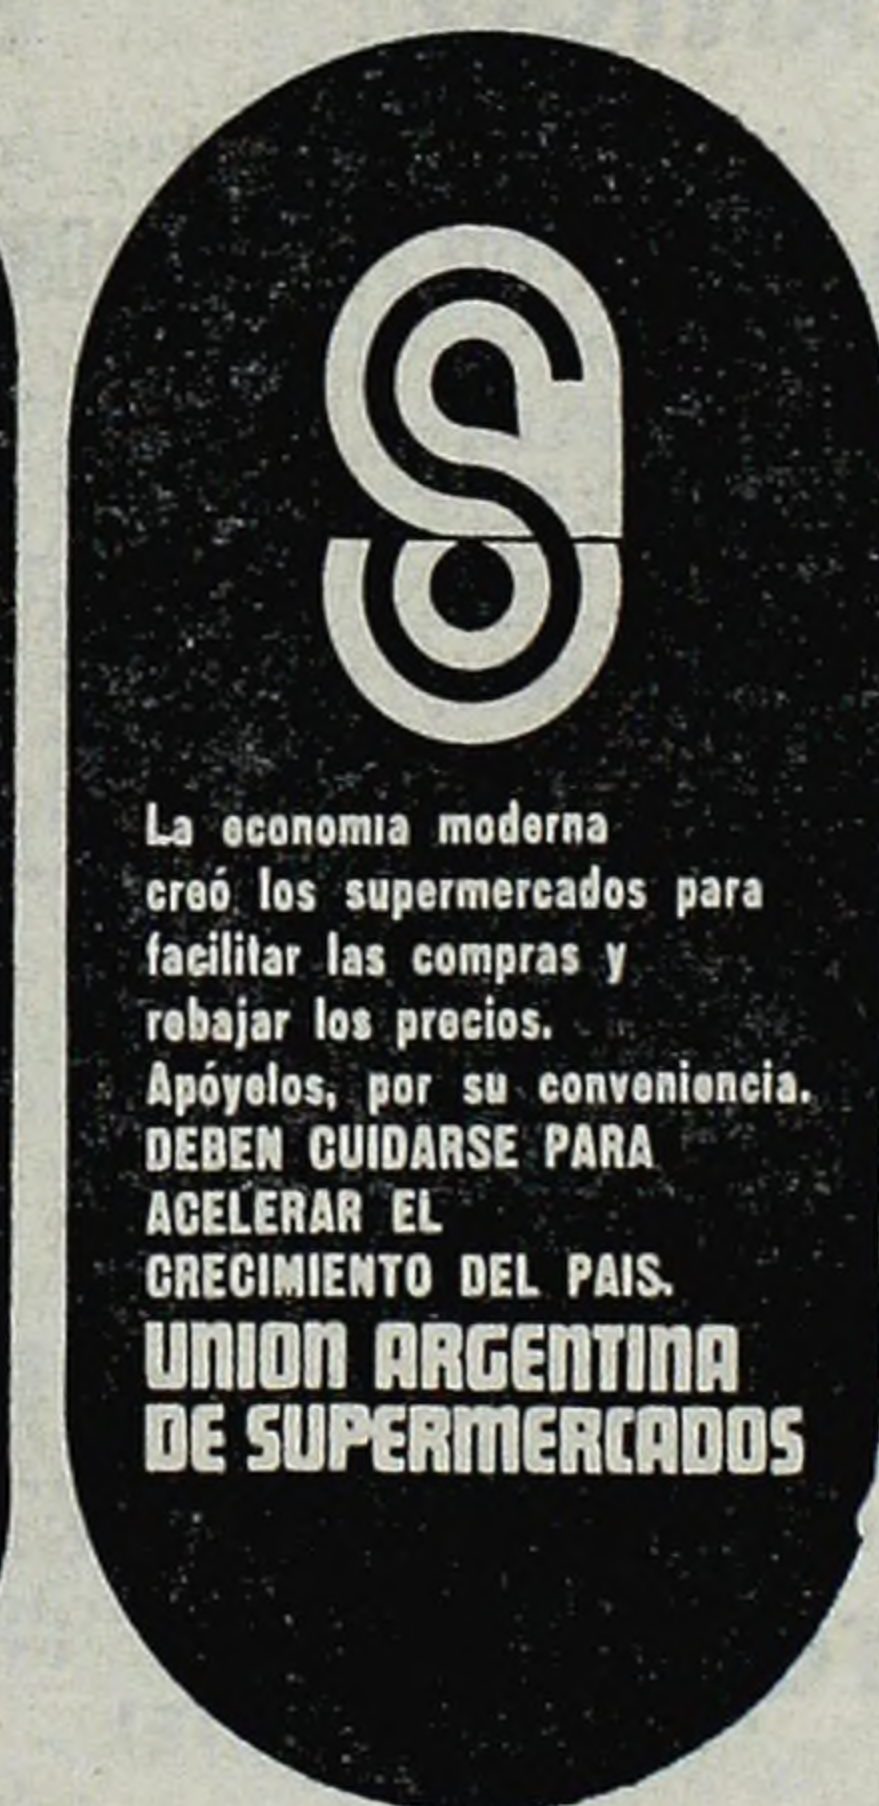 La economia moderna
creó los supermercados para
facilitar las compras y
rebajar los precios.
Apóyelos, por su conveniencia.
DEBEN CUIDARSE PARA
ACELERAR EL
CRECIMIENTO DEL PAIS.
UNION ARGENTINA
DE SUPERMERCADOS